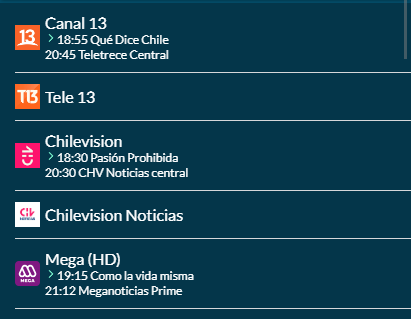 13
Canal 13
> 18:55 Qué Dice Chile
20:45 Teletrece Central
T13
Tele 13
Chilevision
CHV
> 18:30 Pasión Prohibida
20:30 CHV Noticias central
CHV
NOTICIAS
Chilevision Noticias
Mega (HD)
> 19:15 Como la vida misma
MEGA
21:12 Meganoticias Prime